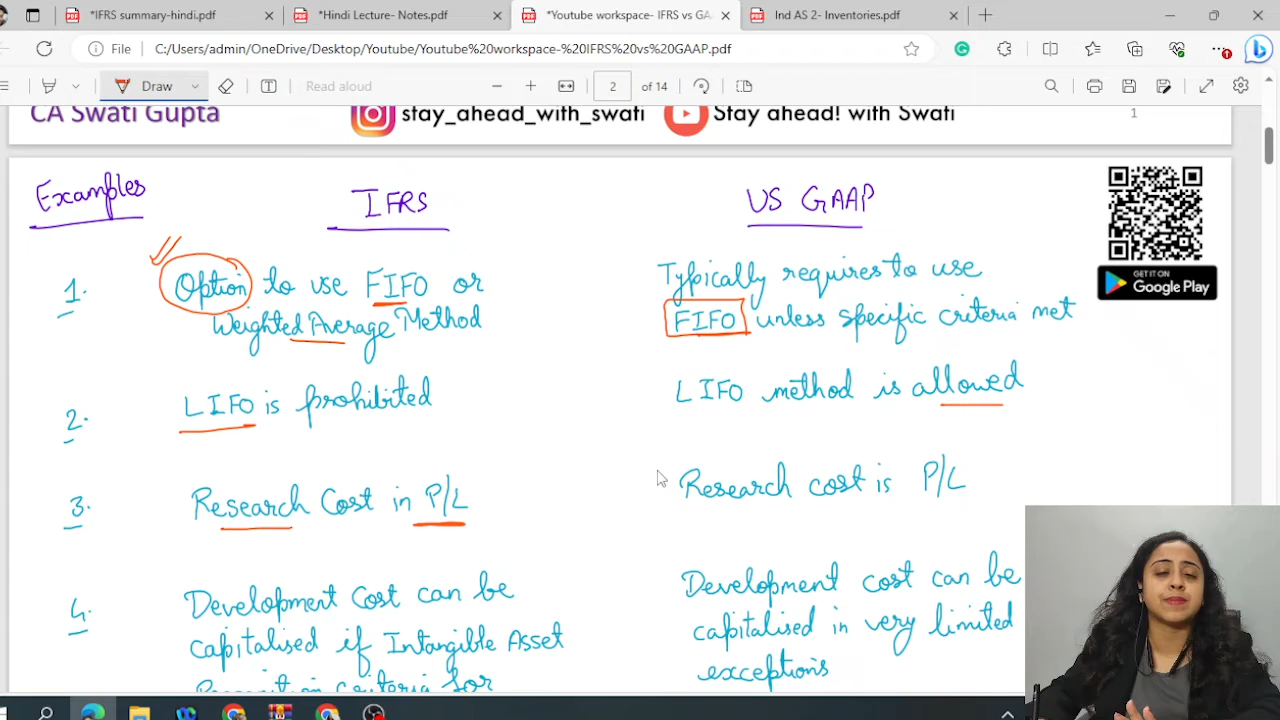 *IFRS summary-hindi.pdf
*Hindi Lecture- Notes.pdf
*Youtube workspace- IFRS vs GA
Ind AS 2- Inventories.pdf
File
C:/Users/admin/OneDrive/Desktop/Youtube/Youtube%20workspace-%20IFRS%20vs%20GAAP.pdf
Draw
Read aloud
2
of 14
CA Swati Gupta
stay_ahead_with_swati
Stay ahead! with Swati
1
Examples
IFRS
US GAAP
GET IT ON
Google Play
1.
Option to use FIFO or
Weighted Average Method
Typically requires to use
FIFO unless specific criteria met
2.
LIFO is prohibited
LIFO method is allowed
3.
Research Cost in P/L
Research cost is P/L
4.
Development Cost can be
capitalised if Intangible Asset
Recognition criteria for
Development cost can be
capitalised in very limited
exceptions